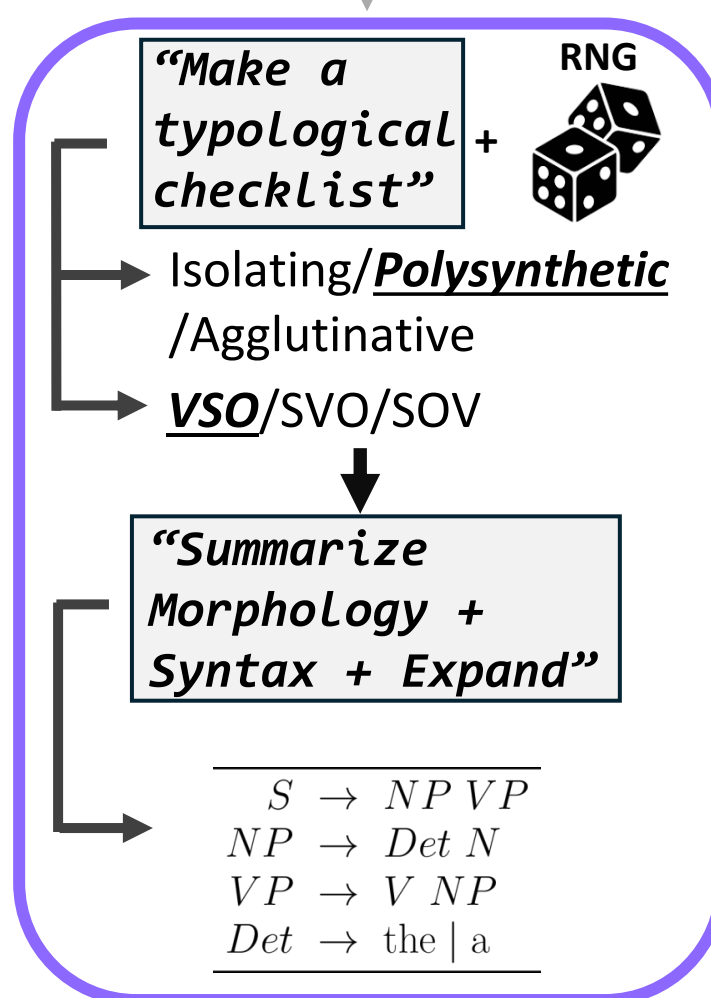 “Make a
typological
checklist”
+
RNG
Isolating/Polysynthetic
/Agglutinative
VSO/SVO/SOV
“Summarize
Morphology +
Syntax + Expand”
S → NP VP
NP → Det N
VP → V NP
Det → the | a